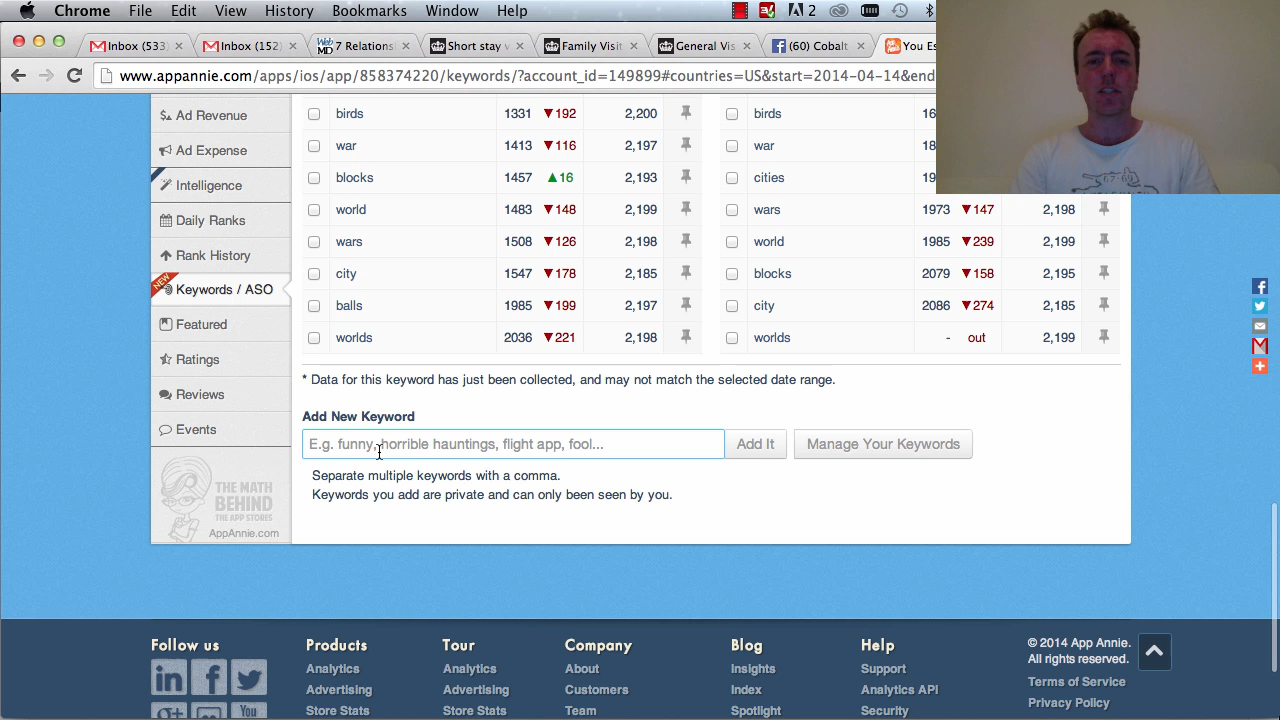 Chrome File Edit View History Bookmarks Window Help 2
Inbox (533) Inbox (152) WebMD 7 Relations Short stay v Family Visit General Vis (60) Cobalt You Es
www.appannie.com/apps/ios/app/858374220/keywords/?account_id=149899#countries=US&start=2014-04-14&end
Ad Revenue
Ad Expense
Intelligence
Daily Ranks
Rank History
NEW Keywords / ASO
Featured
Ratings
Reviews
Events
THE MATH
BEHIND
THE APP STORES
AppAnnie.com
birds 1331 ▼192 2,200 birds 16
war 1413 ▼116 2,197 war 18
blocks 1457 ▲16 2,193 cities 19
world 1483 ▼148 2,199 wars 1973 ▼147 2,198
wars 1508 ▼126 2,198 world 1985 ▼239 2,199
city 1547 ▼178 2,185 blocks 2079 ▼158 2,195
balls 1985 ▼199 2,197 city 2086 ▼274 2,185
worlds 2036 ▼221 2,198 worlds - out 2,199
* Data for this keyword has just been collected, and may not match the selected date range.
Add New Keyword
E.g. funny, horrible hauntings, flight app, fool... Add It Manage Your Keywords
Separate multiple keywords with a comma.
Keywords you add are private and can only been seen by you.
Follow us
Products
Analytics
Advertising
Store Stats
Tour
Analytics
Advertising
Store Stats
Company
About
Customers
Team
Blog
Insights
Index
Spotlight
Help
Support
Analytics API
Security
© 2014 App Annie.
All rights reserved.
Terms of Service
Privacy Policy
You
67-69